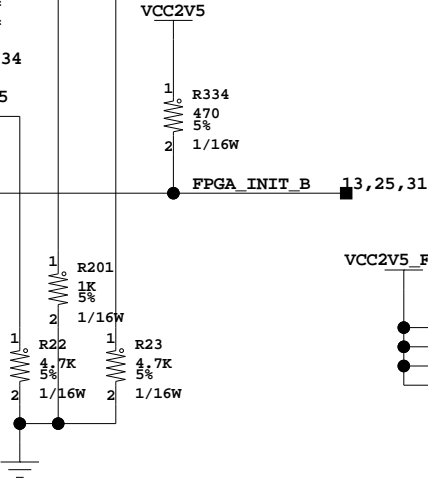 VCC2V5
34
5
1
R334
470
5%
2
1/16W
FPGA_INIT_B
13,25,31
VCC2V5_F
1
R201
1K
5%
2
1/16W
1
R22
4.7K
5%
2
1/16W
1
R23
4.7K
5%
2
1/16W